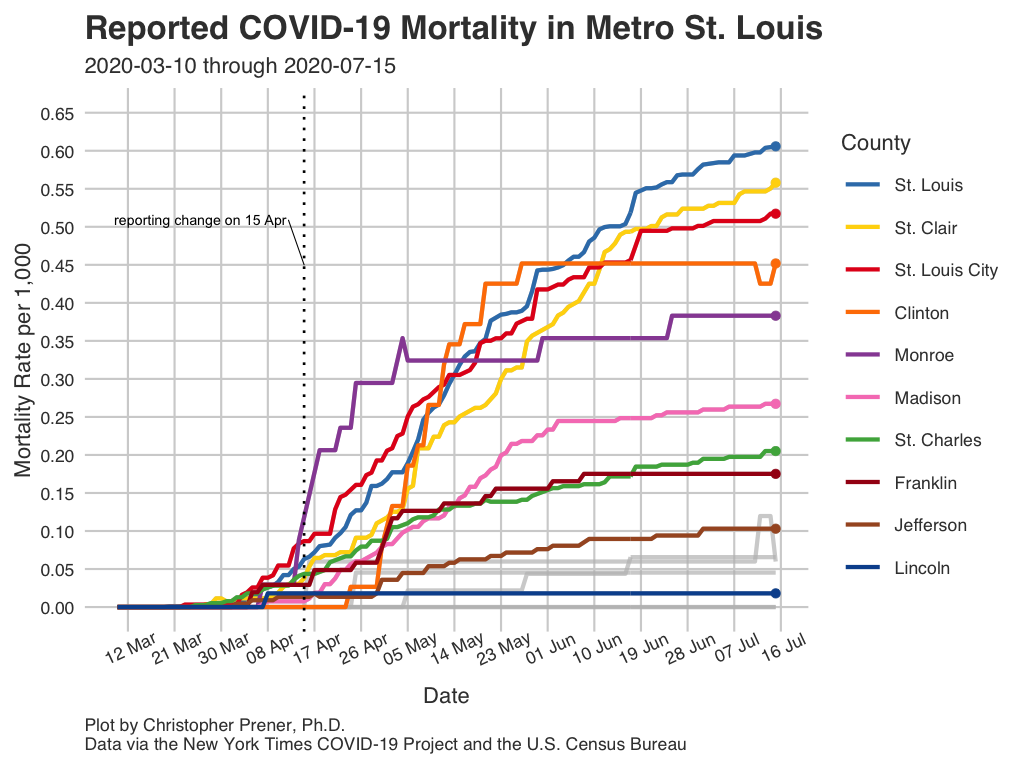 Reported COVID-19 Mortality in Metro St. Louis
2020-03-10 through 2020-07-15
Mortality Rate per 1,000
0.65
0.60
0.55
0.50
0.45
0.40
0.35
0.30
0.25
0.20
0.15
0.10
0.05
0.00
reporting change on 15 Apr
12 Mar
21 Mar
30 Mar
08 Apr
17 Apr
26 Apr
05 May
14 May
23 May
01 Jun
10 Jun
19 Jun
28 Jun
07 Jul
16 Jul
Date
County
St. Louis
St. Clair
St. Louis City
Clinton
Monroe
Madison
St. Charles
Franklin
Jefferson
Lincoln
Plot by Christopher Prener, Ph.D.
Data via the New York Times COVID-19 Project and the U.S. Census Bureau